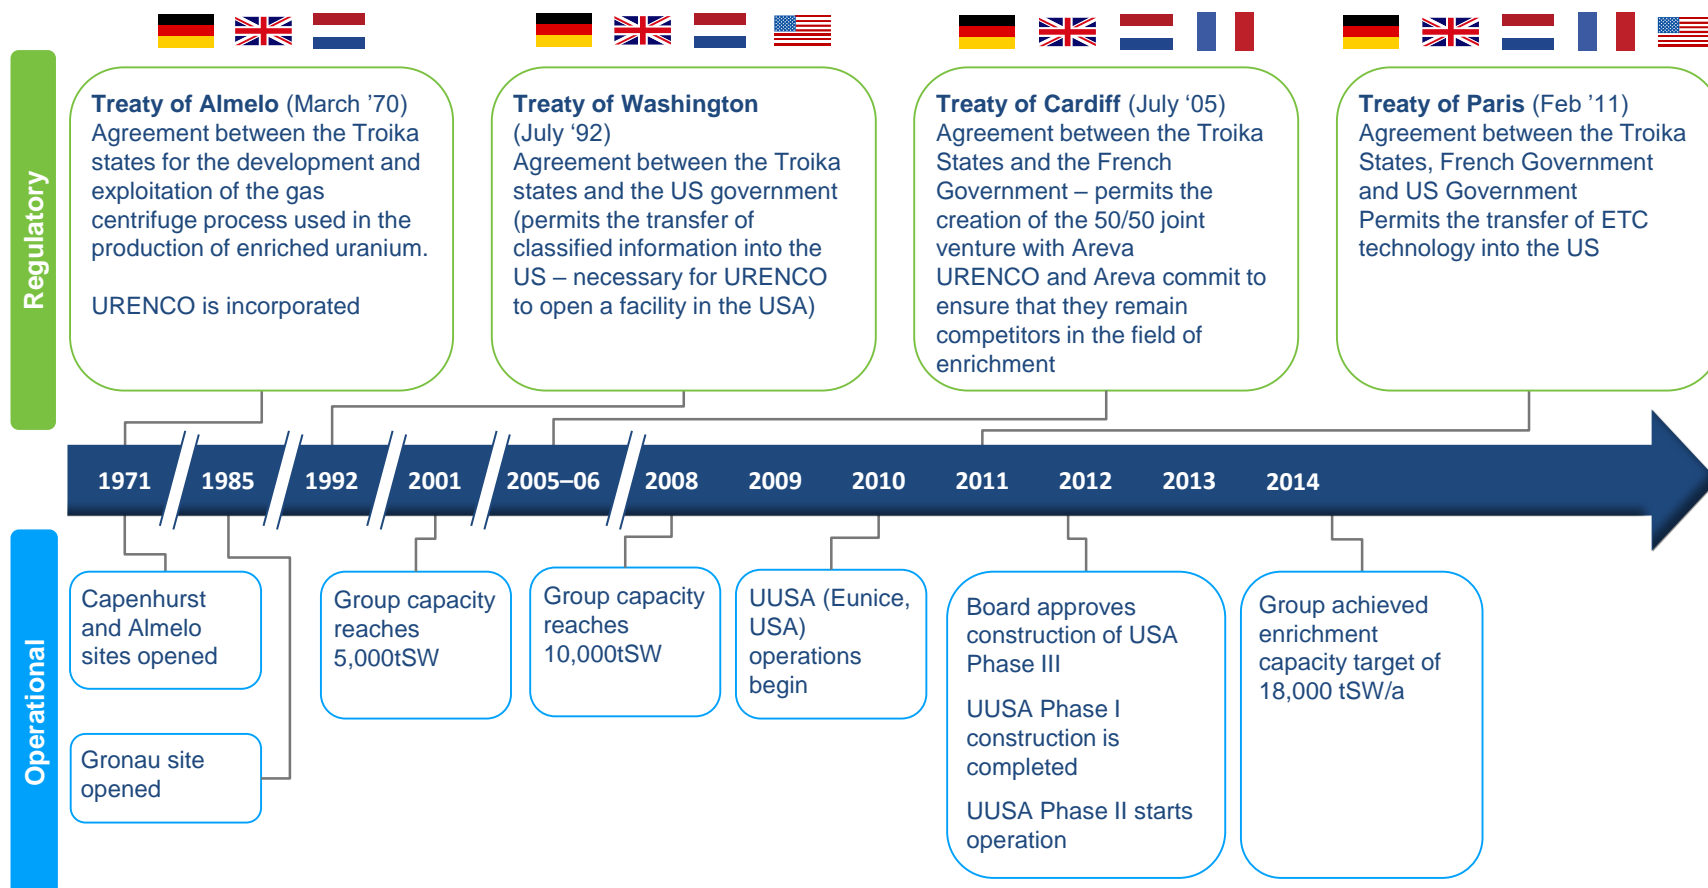 Regulatory
Treaty of Almelo (March '70)
Agreement between the Troika
states for the development and
exploitation of the gas
centrifuge process used in the
production of enriched uranium.
URENCO is incorporated
Treaty of Washington
(July ‘92)
Agreement between the Troika
states and the US government
(permits the transfer of
classified information into the
US – necessary for URENCO
to open a facility in the USA)
Treaty of Cardiff (July ‘05)
Agreement between the Troika
States and the French
Government – permits the
creation of the 50/50 joint
venture with Areva
URENCO and Areva commit to
ensure that they remain
competitors in the field of
enrichment
Treaty of Paris (Feb ’11)
Agreement between the Troika
States, French Government
and US Government
Permits the transfer of ETC
technology into the US
1971
1985
1992
2001
2005–06
2008
2009
2010
2011
2012
2013
2014
Operational
Capenhurst
and Almelo
sites opened
Gronau site
opened
Group capacity
reaches
5,000tSW
Group capacity
reaches
10,000tSW
UUSA (Eunice,
USA)
operations
begin
Board approves
construction of USA
Phase III
UUSA Phase I
construction is
completed
UUSA Phase II starts
operation
Group achieved
enrichment
capacity target of
18,000 tSW/a